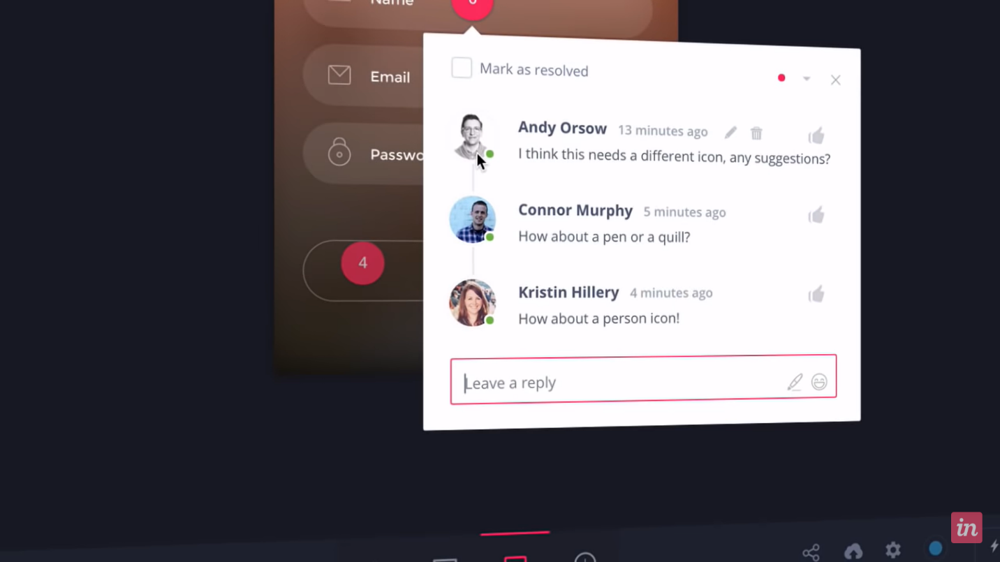 Name
Email
Passwo
4
Mark as resolved
Andy Orsow 13 minutes ago
I think this needs a different icon, any suggestions?
Connor Murphy 5 minutes ago
How about a pen or a quill?
Kristin Hillery 4 minutes ago
How about a person icon!
Leave a reply
in